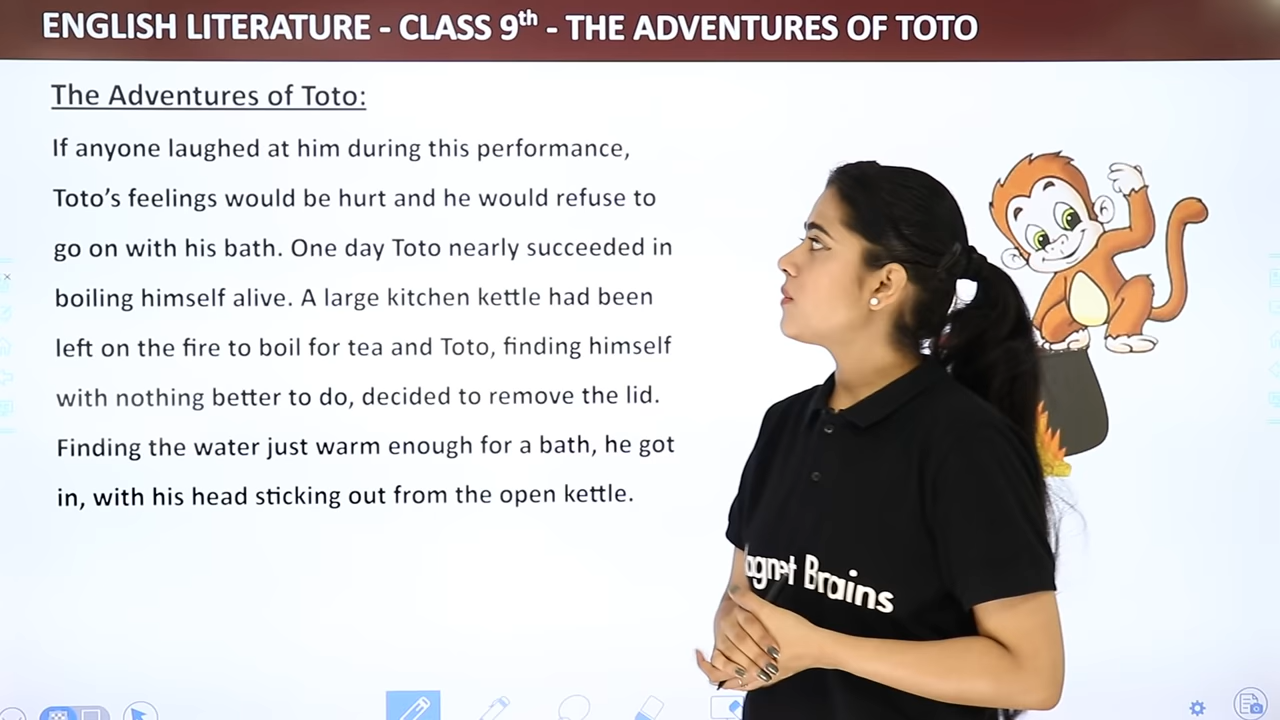 ENGLISH LITERATURE - CLASS 9th - THE ADVENTURES OF TOTO
The Adventures of Toto:
If anyone laughed at him during this performance,
Toto's feelings would be hurt and he would refuse to
go on with his bath. One day Toto nearly succeeded in
boiling himself alive. A large kitchen kettle had been
left on the fire to boil for tea and Toto, finding himself
with nothing better to do, decided to remove the lid.
Finding the water just warm enough for a bath, he got
in, with his head sticking out from the open kettle.
agnet Brains